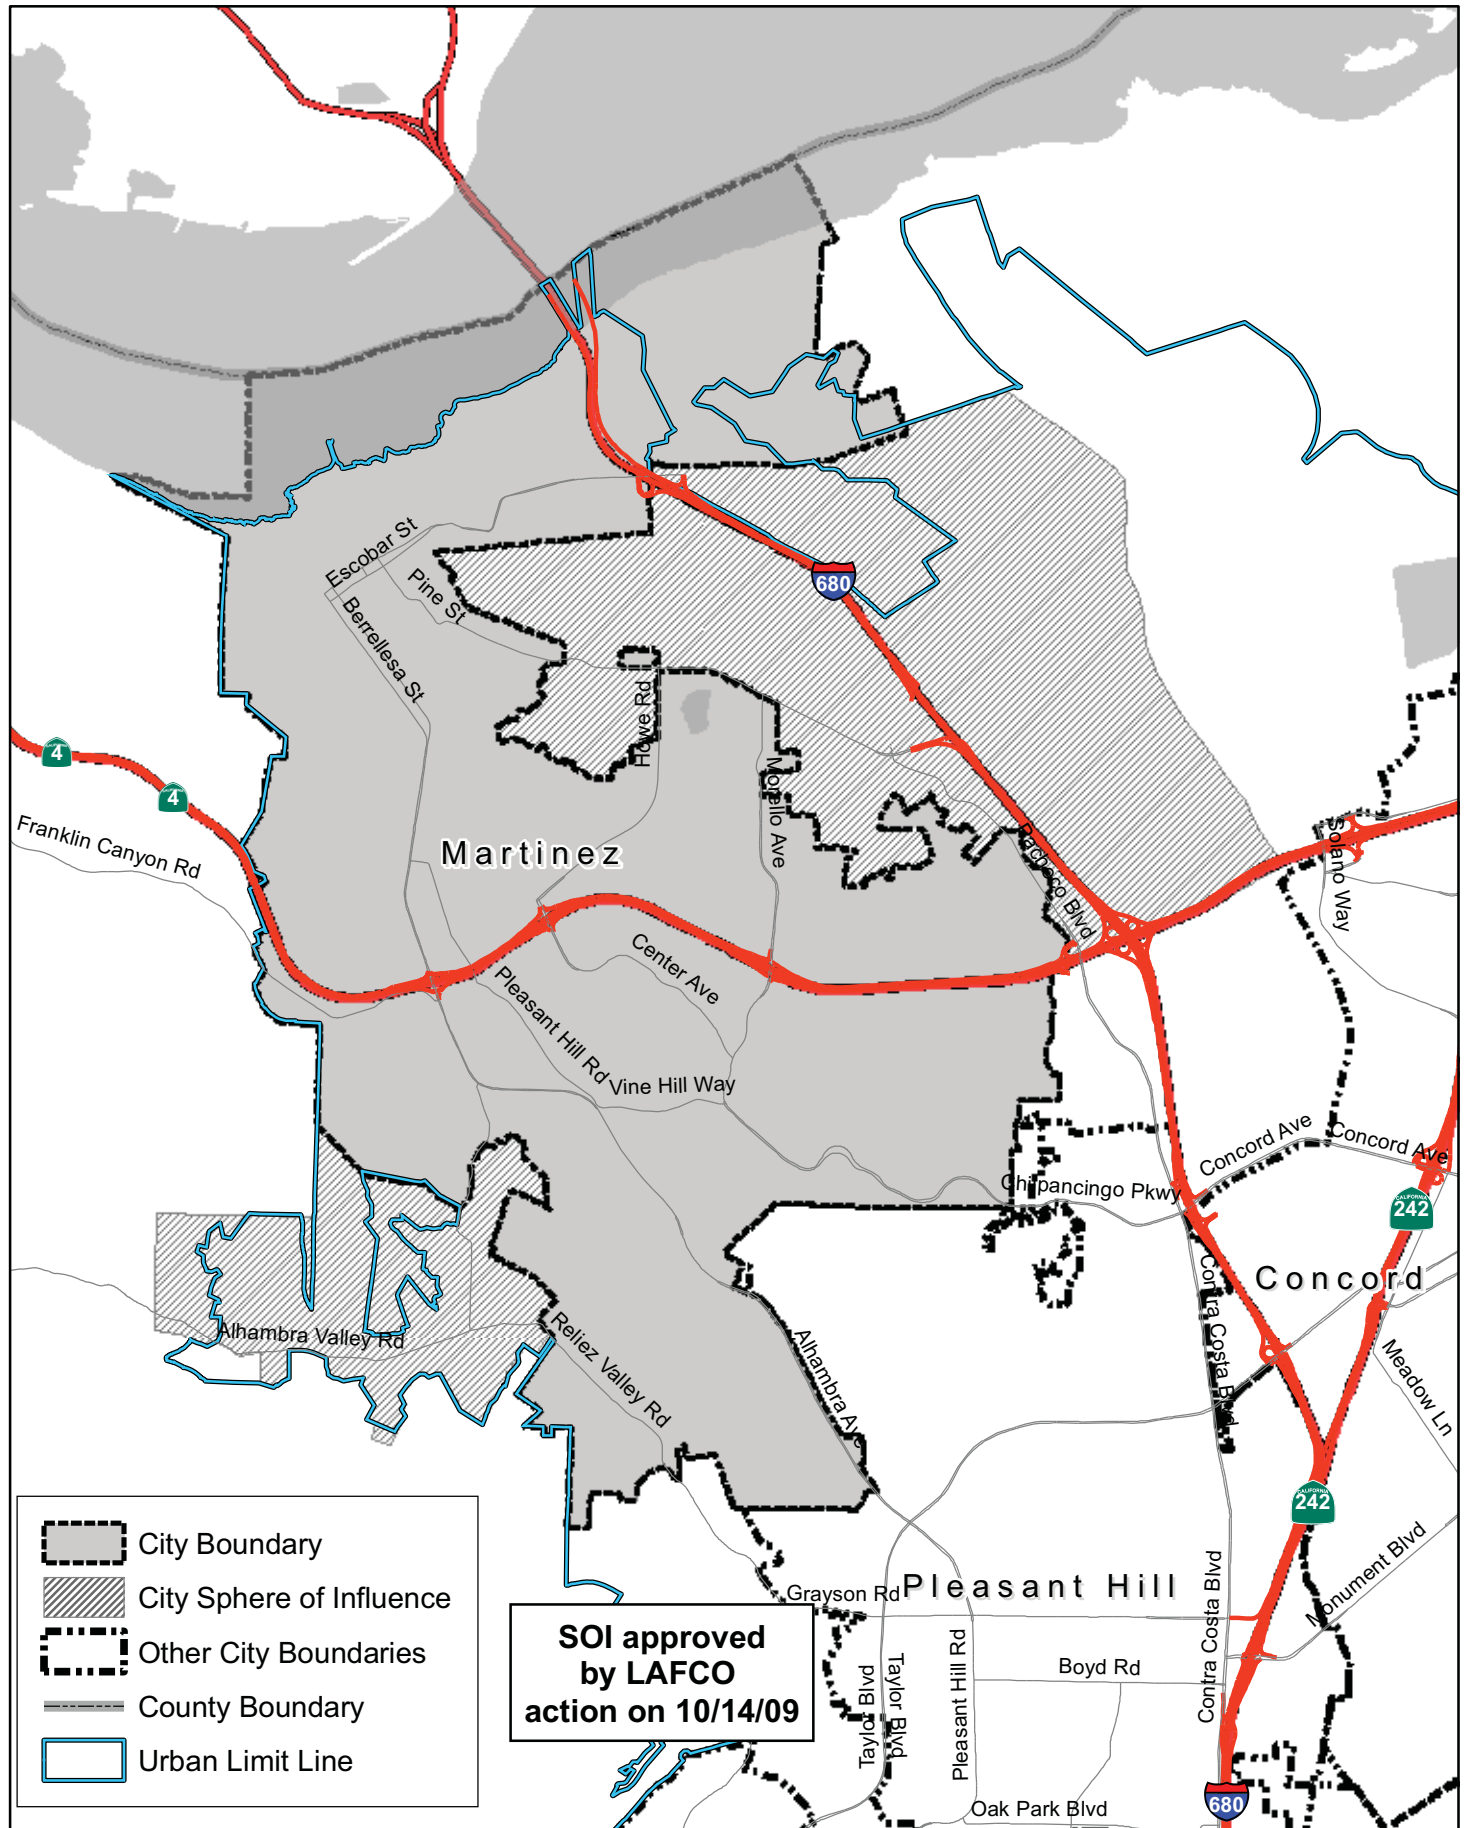 680
Escobar St
Pine St
Berrellesa St
Howe Rd
Morello Ave
4
4
Franklin Canyon Rd
Martinez
Pacheco Blvd
Solano Way
Center Ave
Pleasant Hill Rd
Vine Hill Way
Concord Ave
Concord Ave
Chilpancingo Pkwy
CALIFORNIA
242
Concord
Contra Costa Blvd
Alhambra Valley Rd
Reliez Valley Rd
Alhambra Ave
Meadow Ln
CALIFORNIA
242
Monument Blvd
Grayson Rd
Pleasant Hill
Contra Costa Blvd
Boyd Rd
Pleasant Hill Rd
Taylor Blvd
Taylor Blvd
Oak Park Blvd
680
City Boundary
City Sphere of Influence
Other City Boundaries
County Boundary
Urban Limit Line
SOI approved
by LAFCO
action on 10/14/09